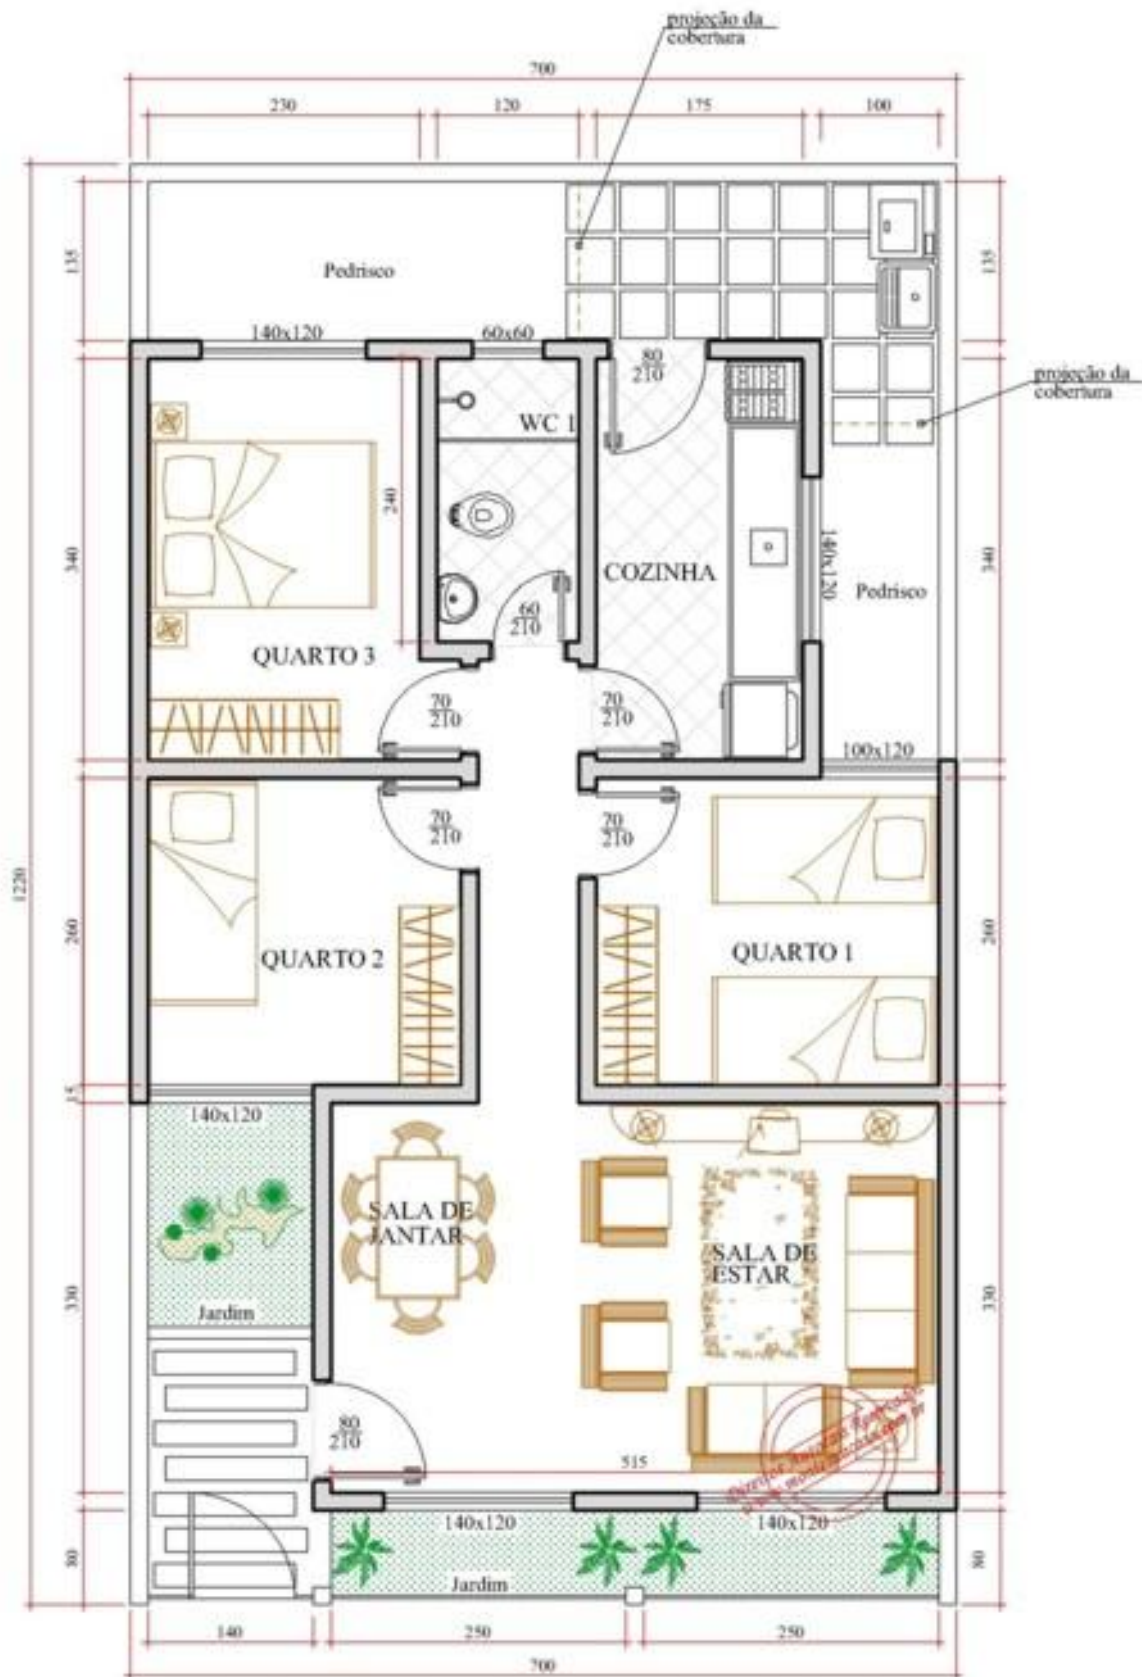 projeção da
cobertura
700
230
120
175
100
135
135
Pedrisco
140x120
60x60
80
210
projeção da
cobertura
WC 1
240
340
340
COZINHA
140x120
Pedrisco
60
210
QUARTO 3
70
210
70
210
100x120
70
210
70
210
1220
260
260
QUARTO 2
QUARTO 1
15
140x120
SALA DE
JANTAR
SALA DE
ESTAR
330
330
Jardim
80
210
515
140x120
140x120
80
80
Jardim
140
250
250
700